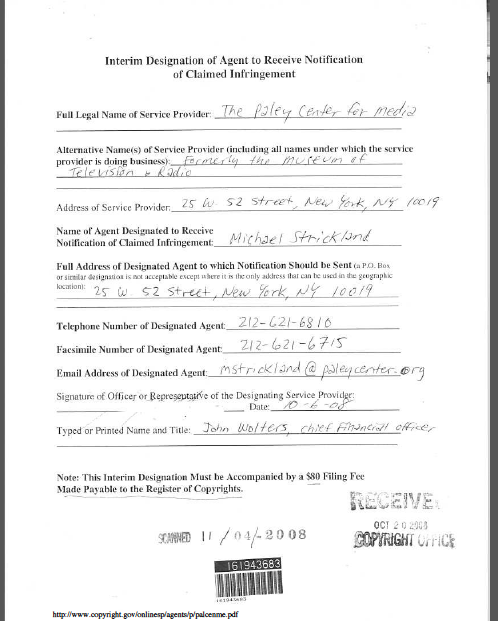 Interim Designation of Agent to Receive Notification
of Claimed Infringement
Full Legal Name of Service Provider: The Paley Center for Media
Alternative Name(s) of Service Provider (including all names under which the service
provider is doing business): Formerly the Museum of
Television & Radio
Address of Service Provider: 25 W. 52 Street, New York, NY 10019
Name of Agent Designated to Receive
Notification of Claimed Infringement: Michael Strickland
Full Address of Designated Agent to which Notification Should be Sent (a P.O. Box
or similar designation is not acceptable except where it is the only address that can be used in the geographic
location): 25 W. 52 Street, New York, NY 10019
Telephone Number of Designated Agent: 212-621-6810
Facsimile Number of Designated Agent: 212-621-6715
Email Address of Designated Agent: mstrickland@paleycenter.org
Signature of Officer or Representative of the Designating Service Provider:
Date: 10-6-08
Typed or Printed Name and Title: John Wolters, chief Financial officer
Note: This Interim Designation Must be Accompanied by a $80 Filing Fee
Made Payable to the Register of Copyrights.
RECEIVE
OCT 20 2008
COPYRIGHT OFFICE
SCANNED 11/04/2008
161943683
161943683
http://www.copyright.gov/onlinesp/agents/p/palcenme.pdf